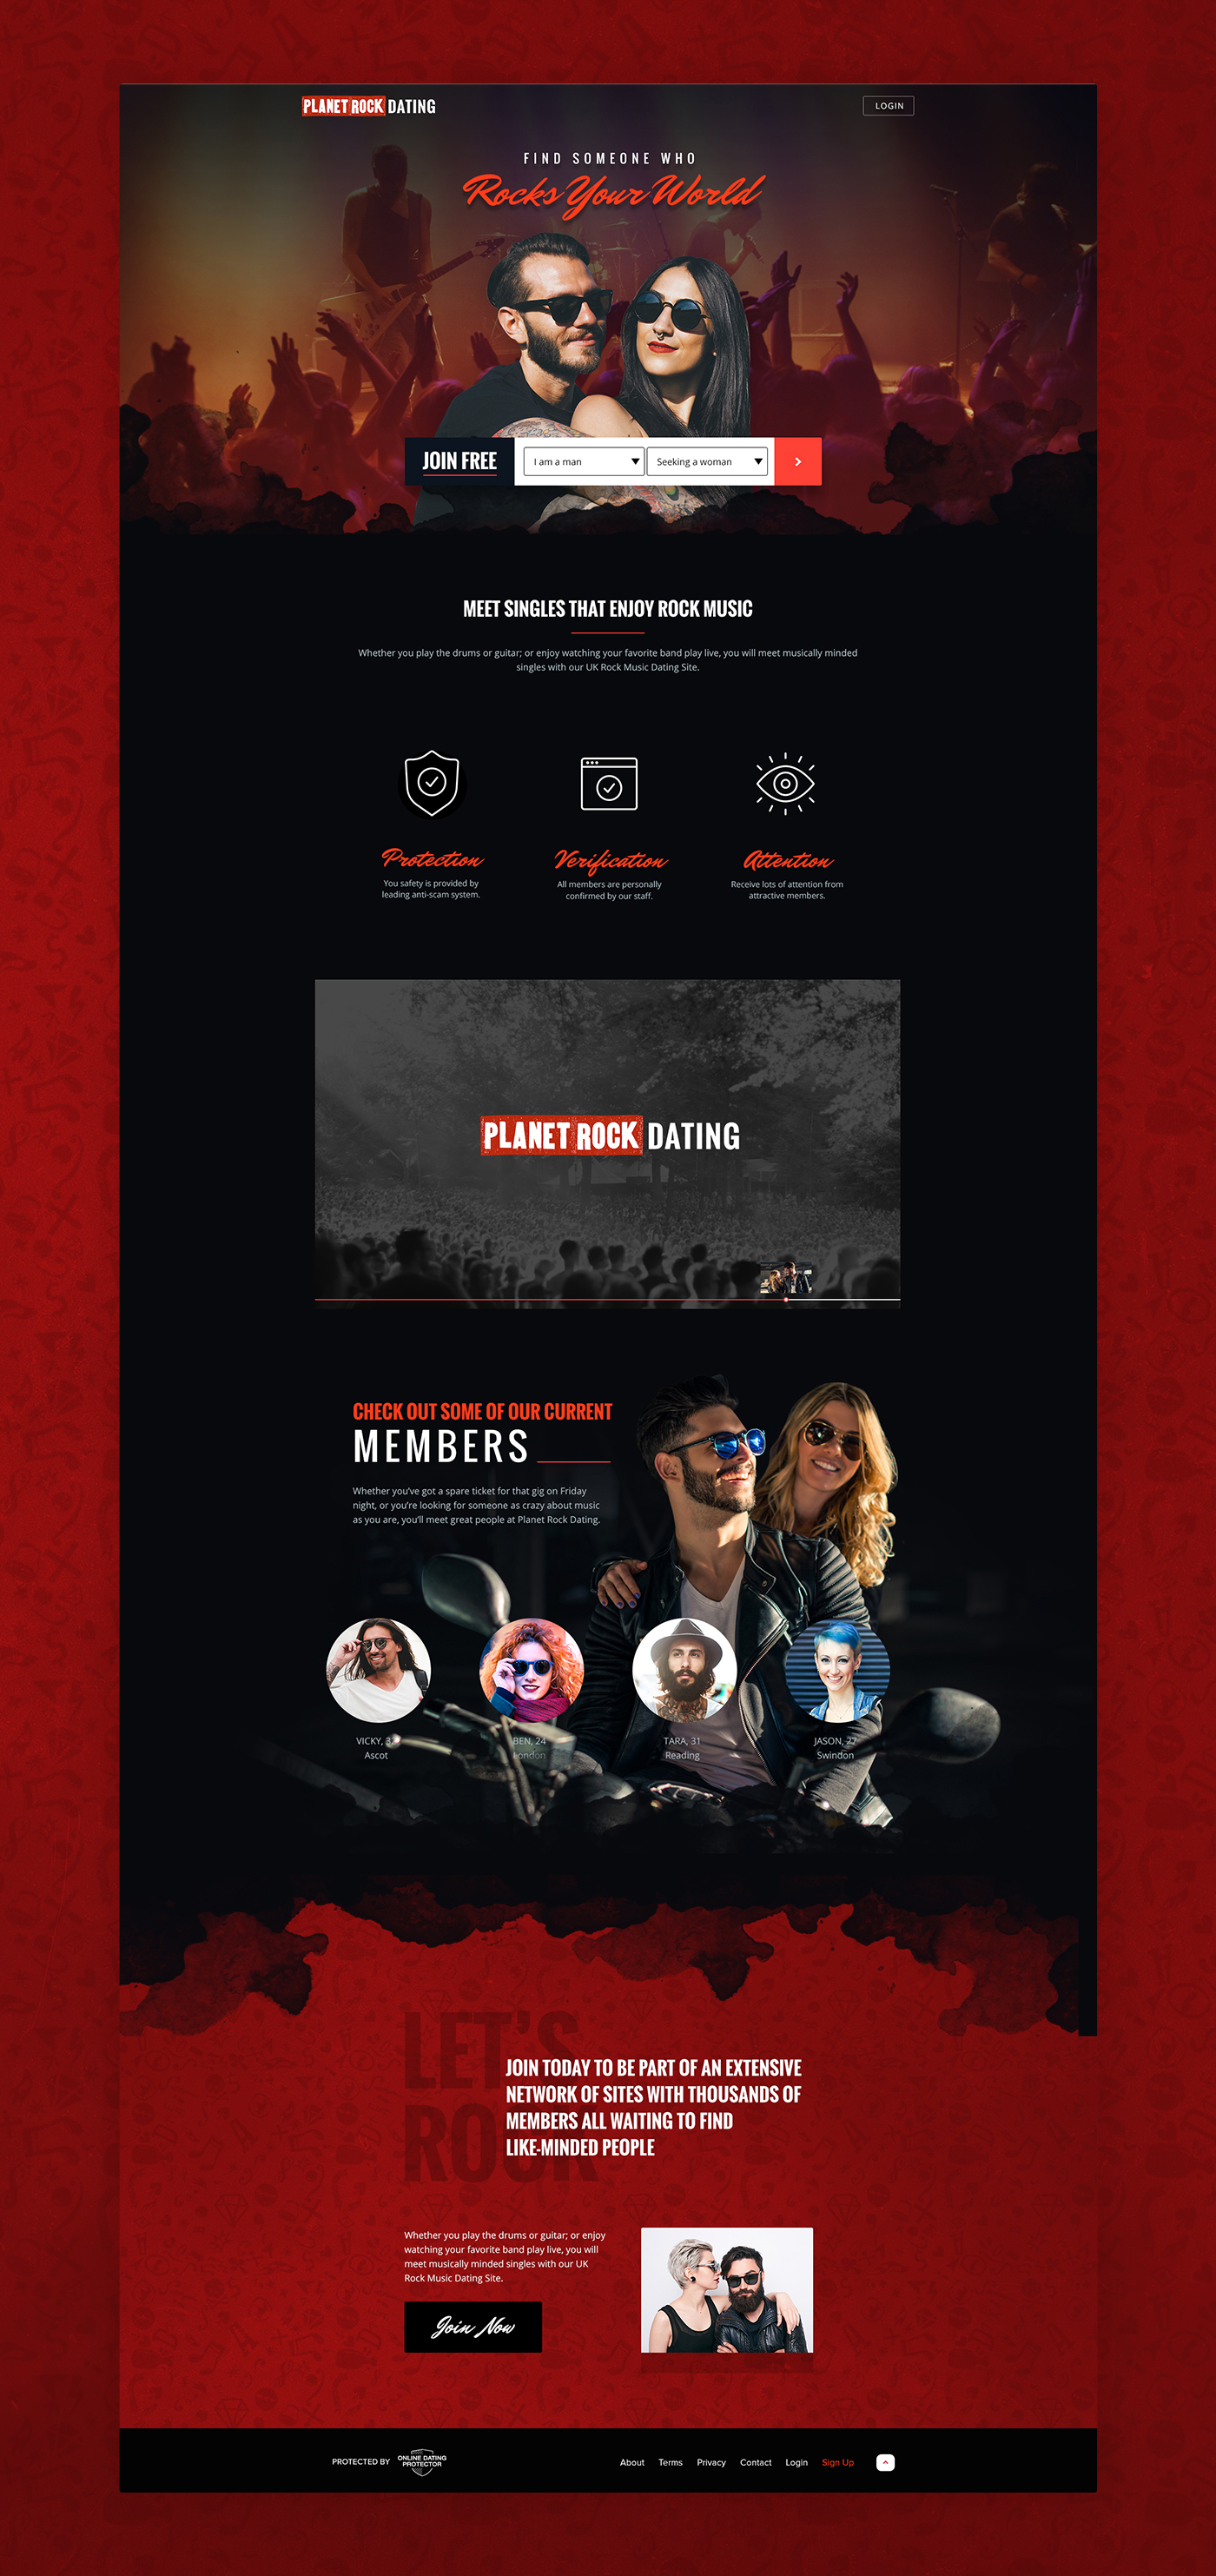 PLANET ROCK DATING
LOGIN
FIND SOMEONE WHO
Rocks Your World
JOIN FREE
I am a man
Seeking a woman
MEET SINGLES THAT ENJOY ROCK MUSIC
Whether you play the drums or guitar; or enjoy watching your favorite band play live, you will meet musically minded
singles with our UK Rock Music Dating Site.
Protection
You safety is provided by
leading anti-scam system.
Verification
All members are personally
confirmed by our staff.
Attention
Receive lots of attention from
attractive members.
PLANET ROCK DATING
CHECK OUT SOME OF OUR CURRENT
MEMBERS
Whether you've got a spare ticket for that gig on Friday
night, or you're looking for someone as crazy about music
as you are, you'll meet great people at Planet Rock Dating.
VICKY,
Ascot
BEN, 24
London
TARA, 31
Reading
JASON, 27
Swindon
LET'S
ROCK
JOIN TODAY TO BE PART OF AN EXTENSIVE
NETWORK OF SITES WITH THOUSANDS OF
MEMBERS ALL WAITING TO FIND
LIKE-MINDED PEOPLE
Whether you play the drums or guitar; or enjoy
watching your favorite band play live, you will
meet musically minded singles with our UK
Rock Music Dating Site.
Join Now
PROTECTED BY
ONLINE DATING
PROTECTOR
About
Terms
Privacy
Contact
Login
Sign Up